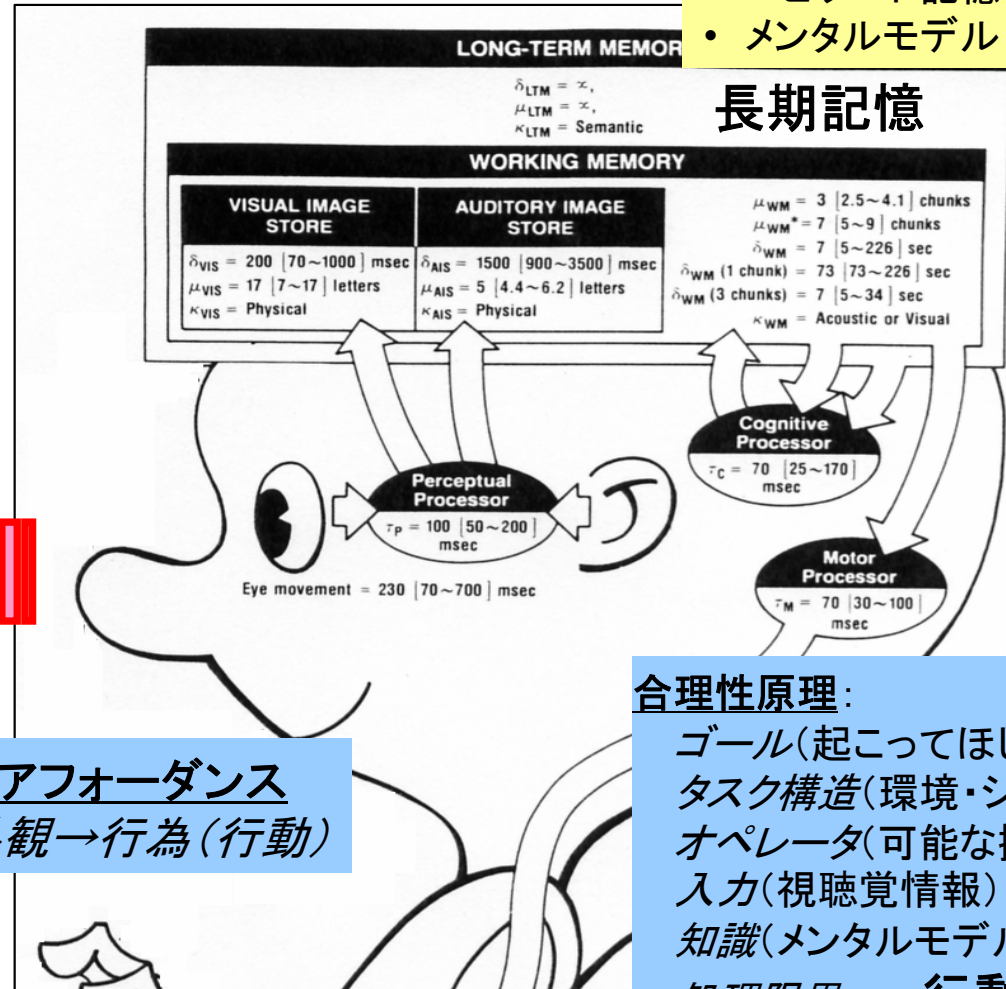 • メンタルモデル
LONG-TERM MEMOR
δLTM = ∝,
μLTM = ∝,
κLTM = Semantic
長期記憶
WORKING MEMORY
VISUAL IMAGE
STORE
δVIS = 200 [70~1000] msec
μVIS = 17 [7~17] letters
κVIS = Physical
AUDITORY IMAGE
STORE
δAIS = 1500 [900~3500] msec
μAIS = 5 [4.4~6.2] letters
κAIS = Physical
μWM = 3 [2.5~4.1] chunks
μWM* = 7 [5~9] chunks
δWM = 7 [5~226] sec
δWM (1 chunk) = 73 [73~226] sec
δWM (3 chunks) = 7 [5~34] sec
κWM = Acoustic or Visual
Cognitive
Processor
τC = 70 [25~170]
msec
Perceptual
Processor
τP = 100 [50~200]
msec
Eye movement = 230 [70~700] msec
Motor
Processor
τM = 70 [30~100]
msec
アフォーダンス
観→行為(行動)
合理性原理:
ゴール(起こってほし
タスク構造(環境・シ
オペレータ(可能な
入力(視聴覚情報)
知識(メンタルモデル